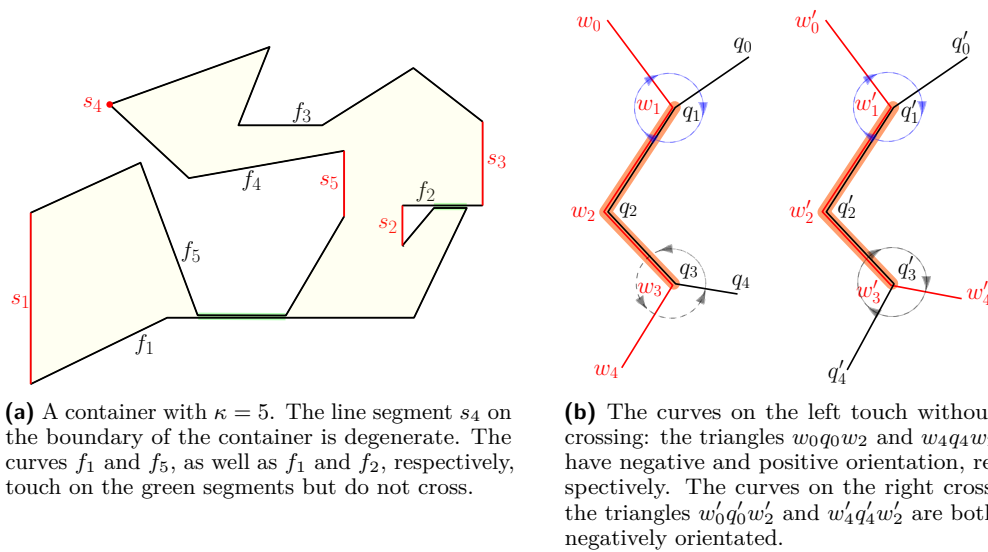 s₄
f₃
f₄
s₅
f₂
s₃
s₂
f₅
s₁
f₁
w₀
q₀
w₁
q₁
w₂
q₂
q₃
w₃
q₄
w₄
w′₀
q′₀
w′₁
q′₁
w′₂
q′₂
q′₃
w′₃
w′₄
q′₄
(a) A container with κ = 5. The line segment s₄ on
the boundary of the container is degenerate. The
curves f₁ and f₅, as well as f₁ and f₂, respectively,
touch on the green segments but do not cross.
(b) The curves on the left touch withou
crossing: the triangles w₀q₀w₂ and w₄q₄w
have negative and positive orientation, re
spectively. The curves on the right cross
the triangles w′₀q′₀w′₂ and w′₄q′₄w′₂ are both
negatively orientated.